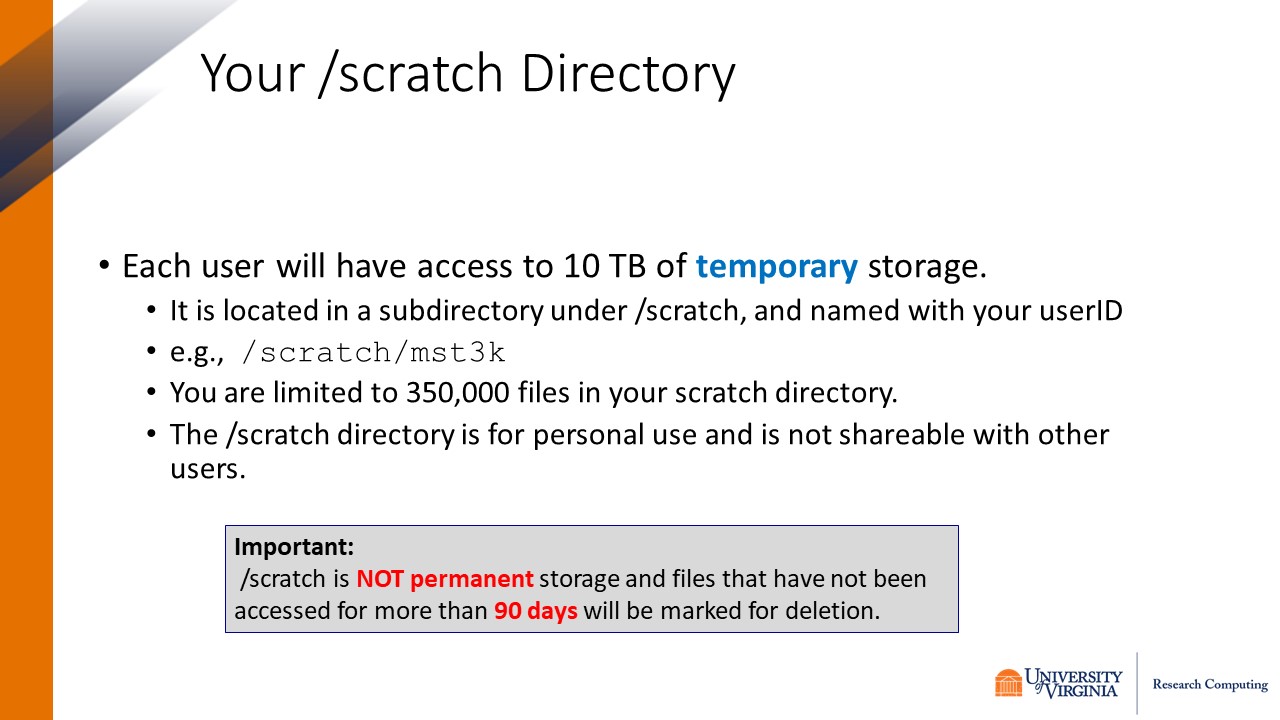 Your /scratch Directory
• Each user will have access to 10 TB of temporary storage.
• It is located in a subdirectory under /scratch, and named with your userID
• e.g., /scratch/mst3k
• You are limited to 350,000 files in your scratch directory.
• The /scratch directory is for personal use and is not shareable with other
users.
Important:
/scratch is NOT permanent storage and files that have not been
accessed for more than 90 days will be marked for deletion.
UNIVERSITY
of VIRGINIA
Research Computing